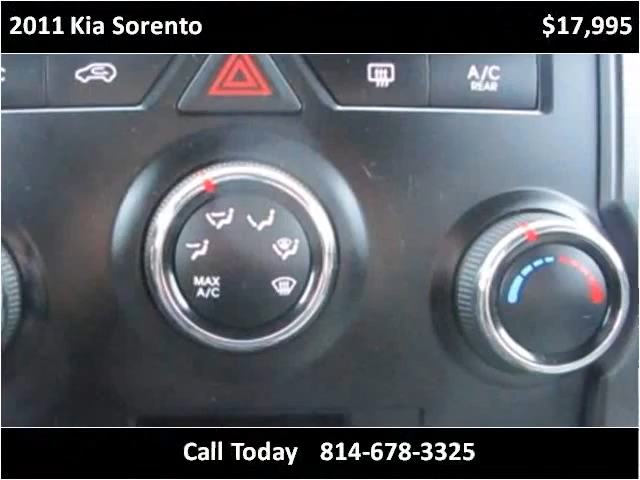 2011 Kia Sorento $17,995
A/C
REAR
MAX
A/C
Call Today 814-678-3325